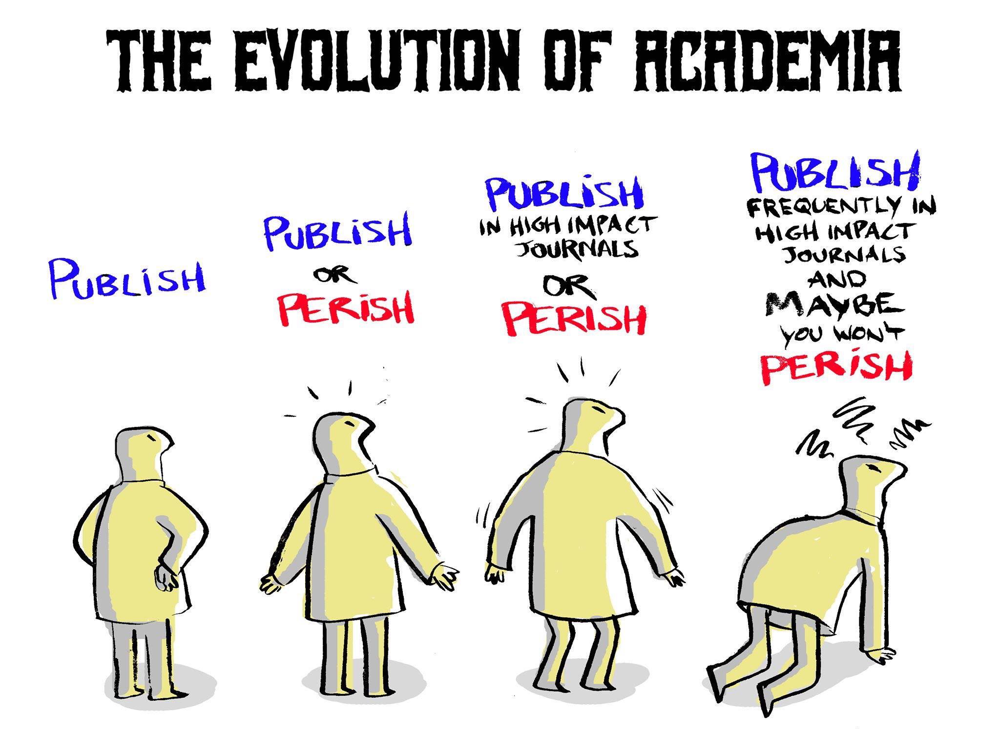 THE EVOLUTION OF ACADEMIA
PUBLISH
PUBLISH
OR
PERISH
PUBLISH
IN HIGH IMPACT
JOURNALS
OR
PERISH
PUBLISH
FREQUENTLY IN
HIGH IMPACT
JOURNALS
AND
MAYBE
YOU WON'T
PERISH